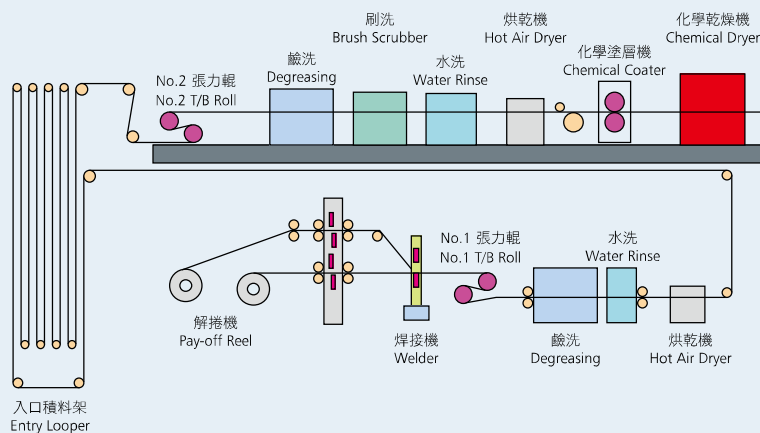 刷洗
Brush Scrubber
烘乾機
Hot Air Dryer
化學乾燥機
Chemical Dryer
化學塗層機
Chemical Coater
鹼洗
Degreasing
水洗
Water Rinse
No.2 張力輥
No.2 T/B Roll
No.1 張力輥
No.1 T/B Roll
水洗
Water Rinse
解捲機
Pay-off Reel
焊接機
Welder
鹼洗
Degreasing
烘乾機
Hot Air Dryer
入口積料架
Entry Looper